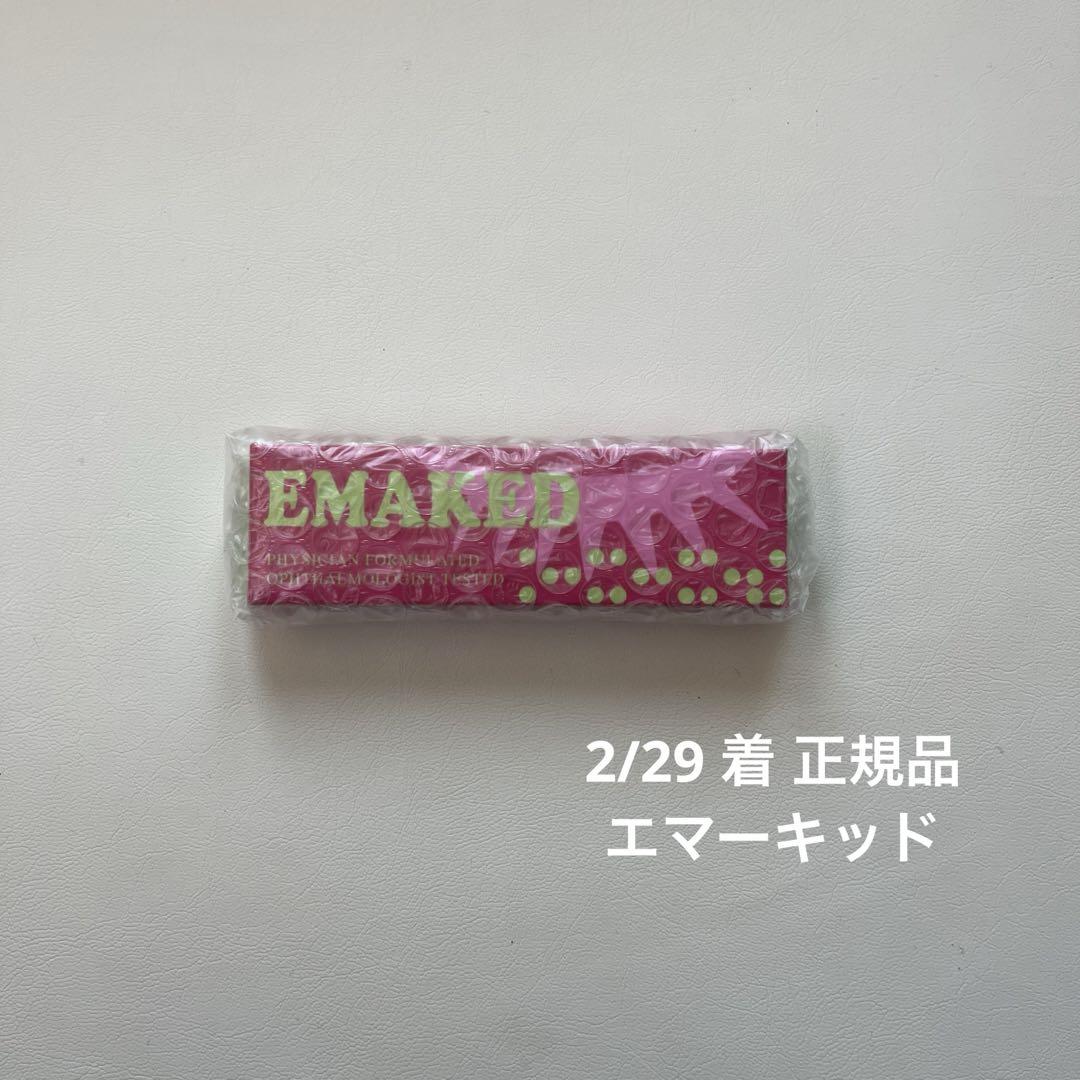 EMAKED
PHYSICIAN FORMULATED
OPHTHALMOLOGIST TESTED
2/29 着 正規品
エマーキッド